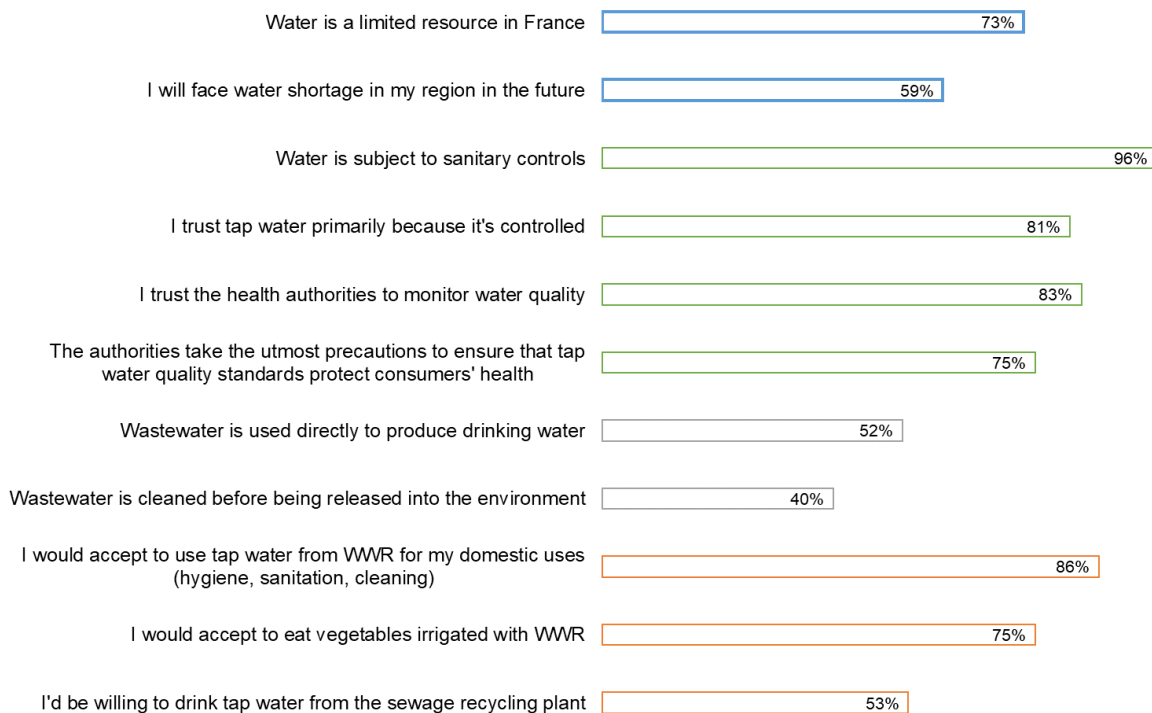 Water is a limited resource in France
73%
I will face water shortage in my region in the future
59%
Water is subject to sanitary controls
96%
I trust tap water primarily because it's controlled
81%
I trust the health authorities to monitor water quality
83%
The authorities take the utmost precautions to ensure that tap
water quality standards protect consumers' health
75%
Wastewater is used directly to produce drinking water
52%
Wastewater is cleaned before being released into the environment
40%
I would accept to use tap water from WWR for my domestic uses
(hygiene, sanitation, cleaning)
86%
I would accept to eat vegetables irrigated with WWR
75%
I'd be willing to drink tap water from the sewage recycling plant
53%